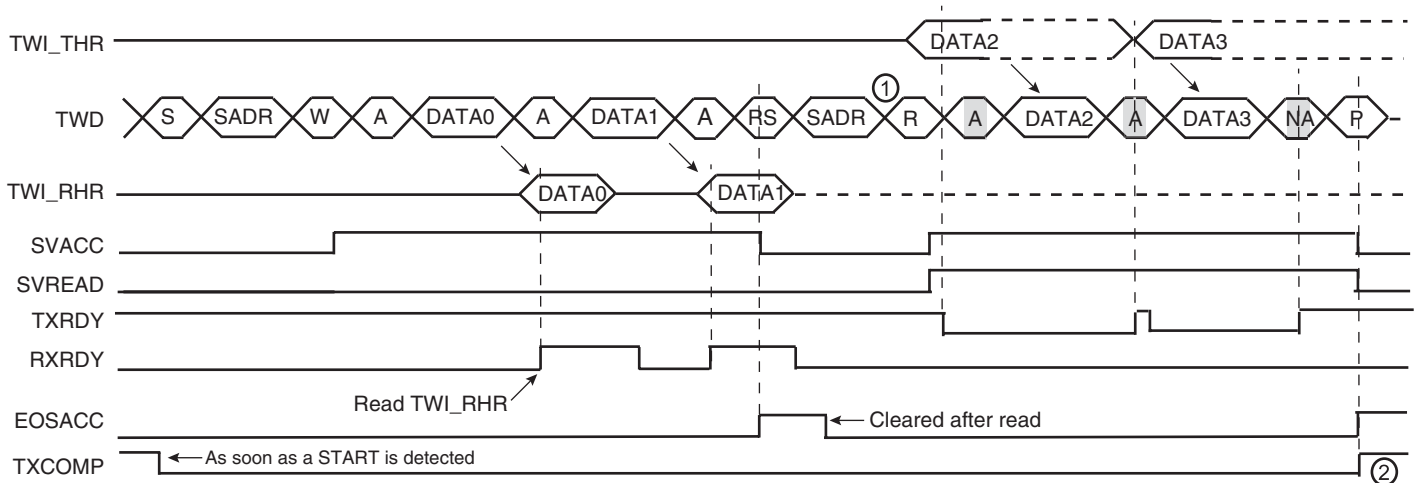 TWI_THR DATA2 DATA3
①
TWD S SADR W A DATA0 A DATA1 A RS SADR R A DATA2 A DATA3 NA P
TWI_RHR DATA0 DATA1
SVACC
SVREAD
TXRDY
RXRDY
Read TWI_RHR
EOSACC Cleared after read
As soon as a START is detected
TXCOMP ②